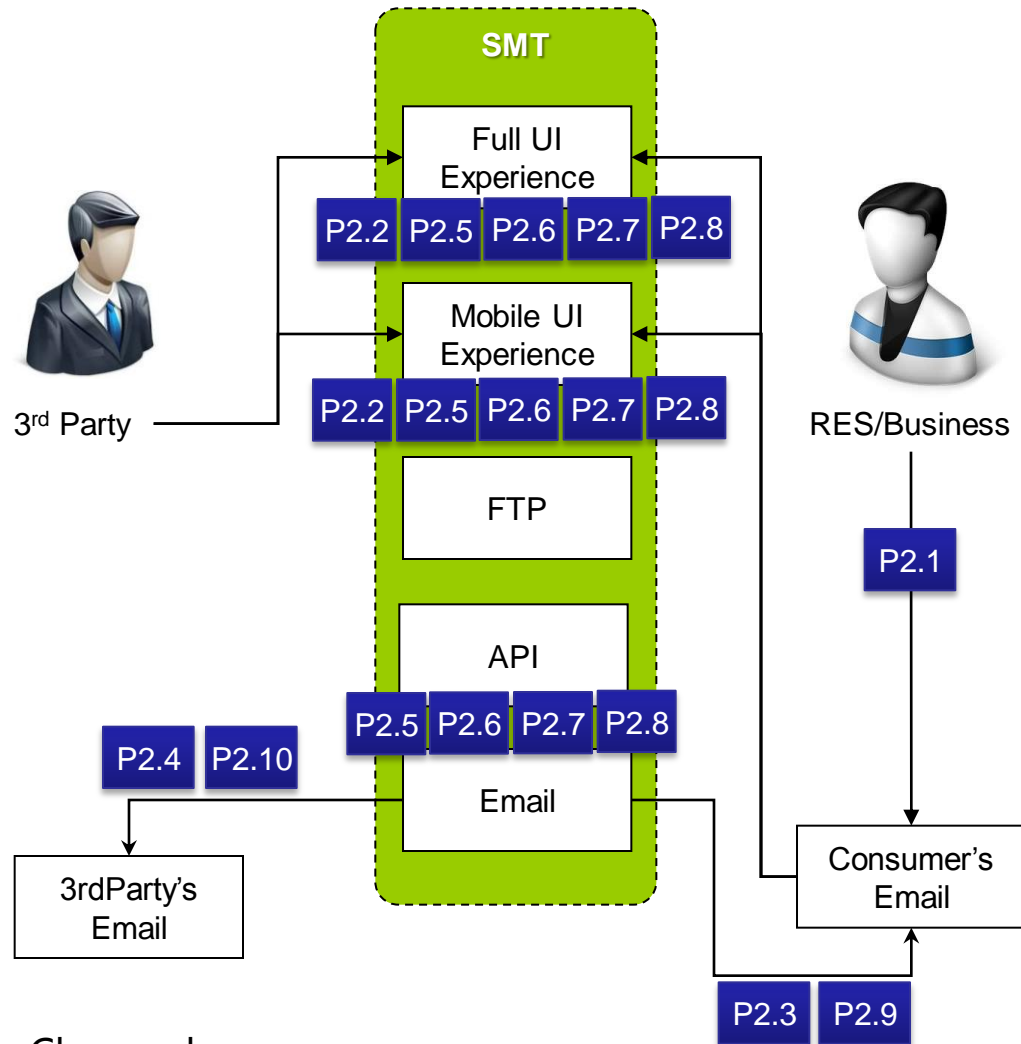 SMT
Full UI
Experience
P2.2 P2.5 P2.6 P2.7 P2.8
Mobile UI
Experience
P2.2 P2.5 P2.6 P2.7 P2.8
3rd Party
RES/Business
FTP
P2.1
API
P2.5 P2.6 P2.7 P2.8
P2.4 P2.10
Email
3rdParty's
Email
Consumer's
Email
P2.3 P2.9